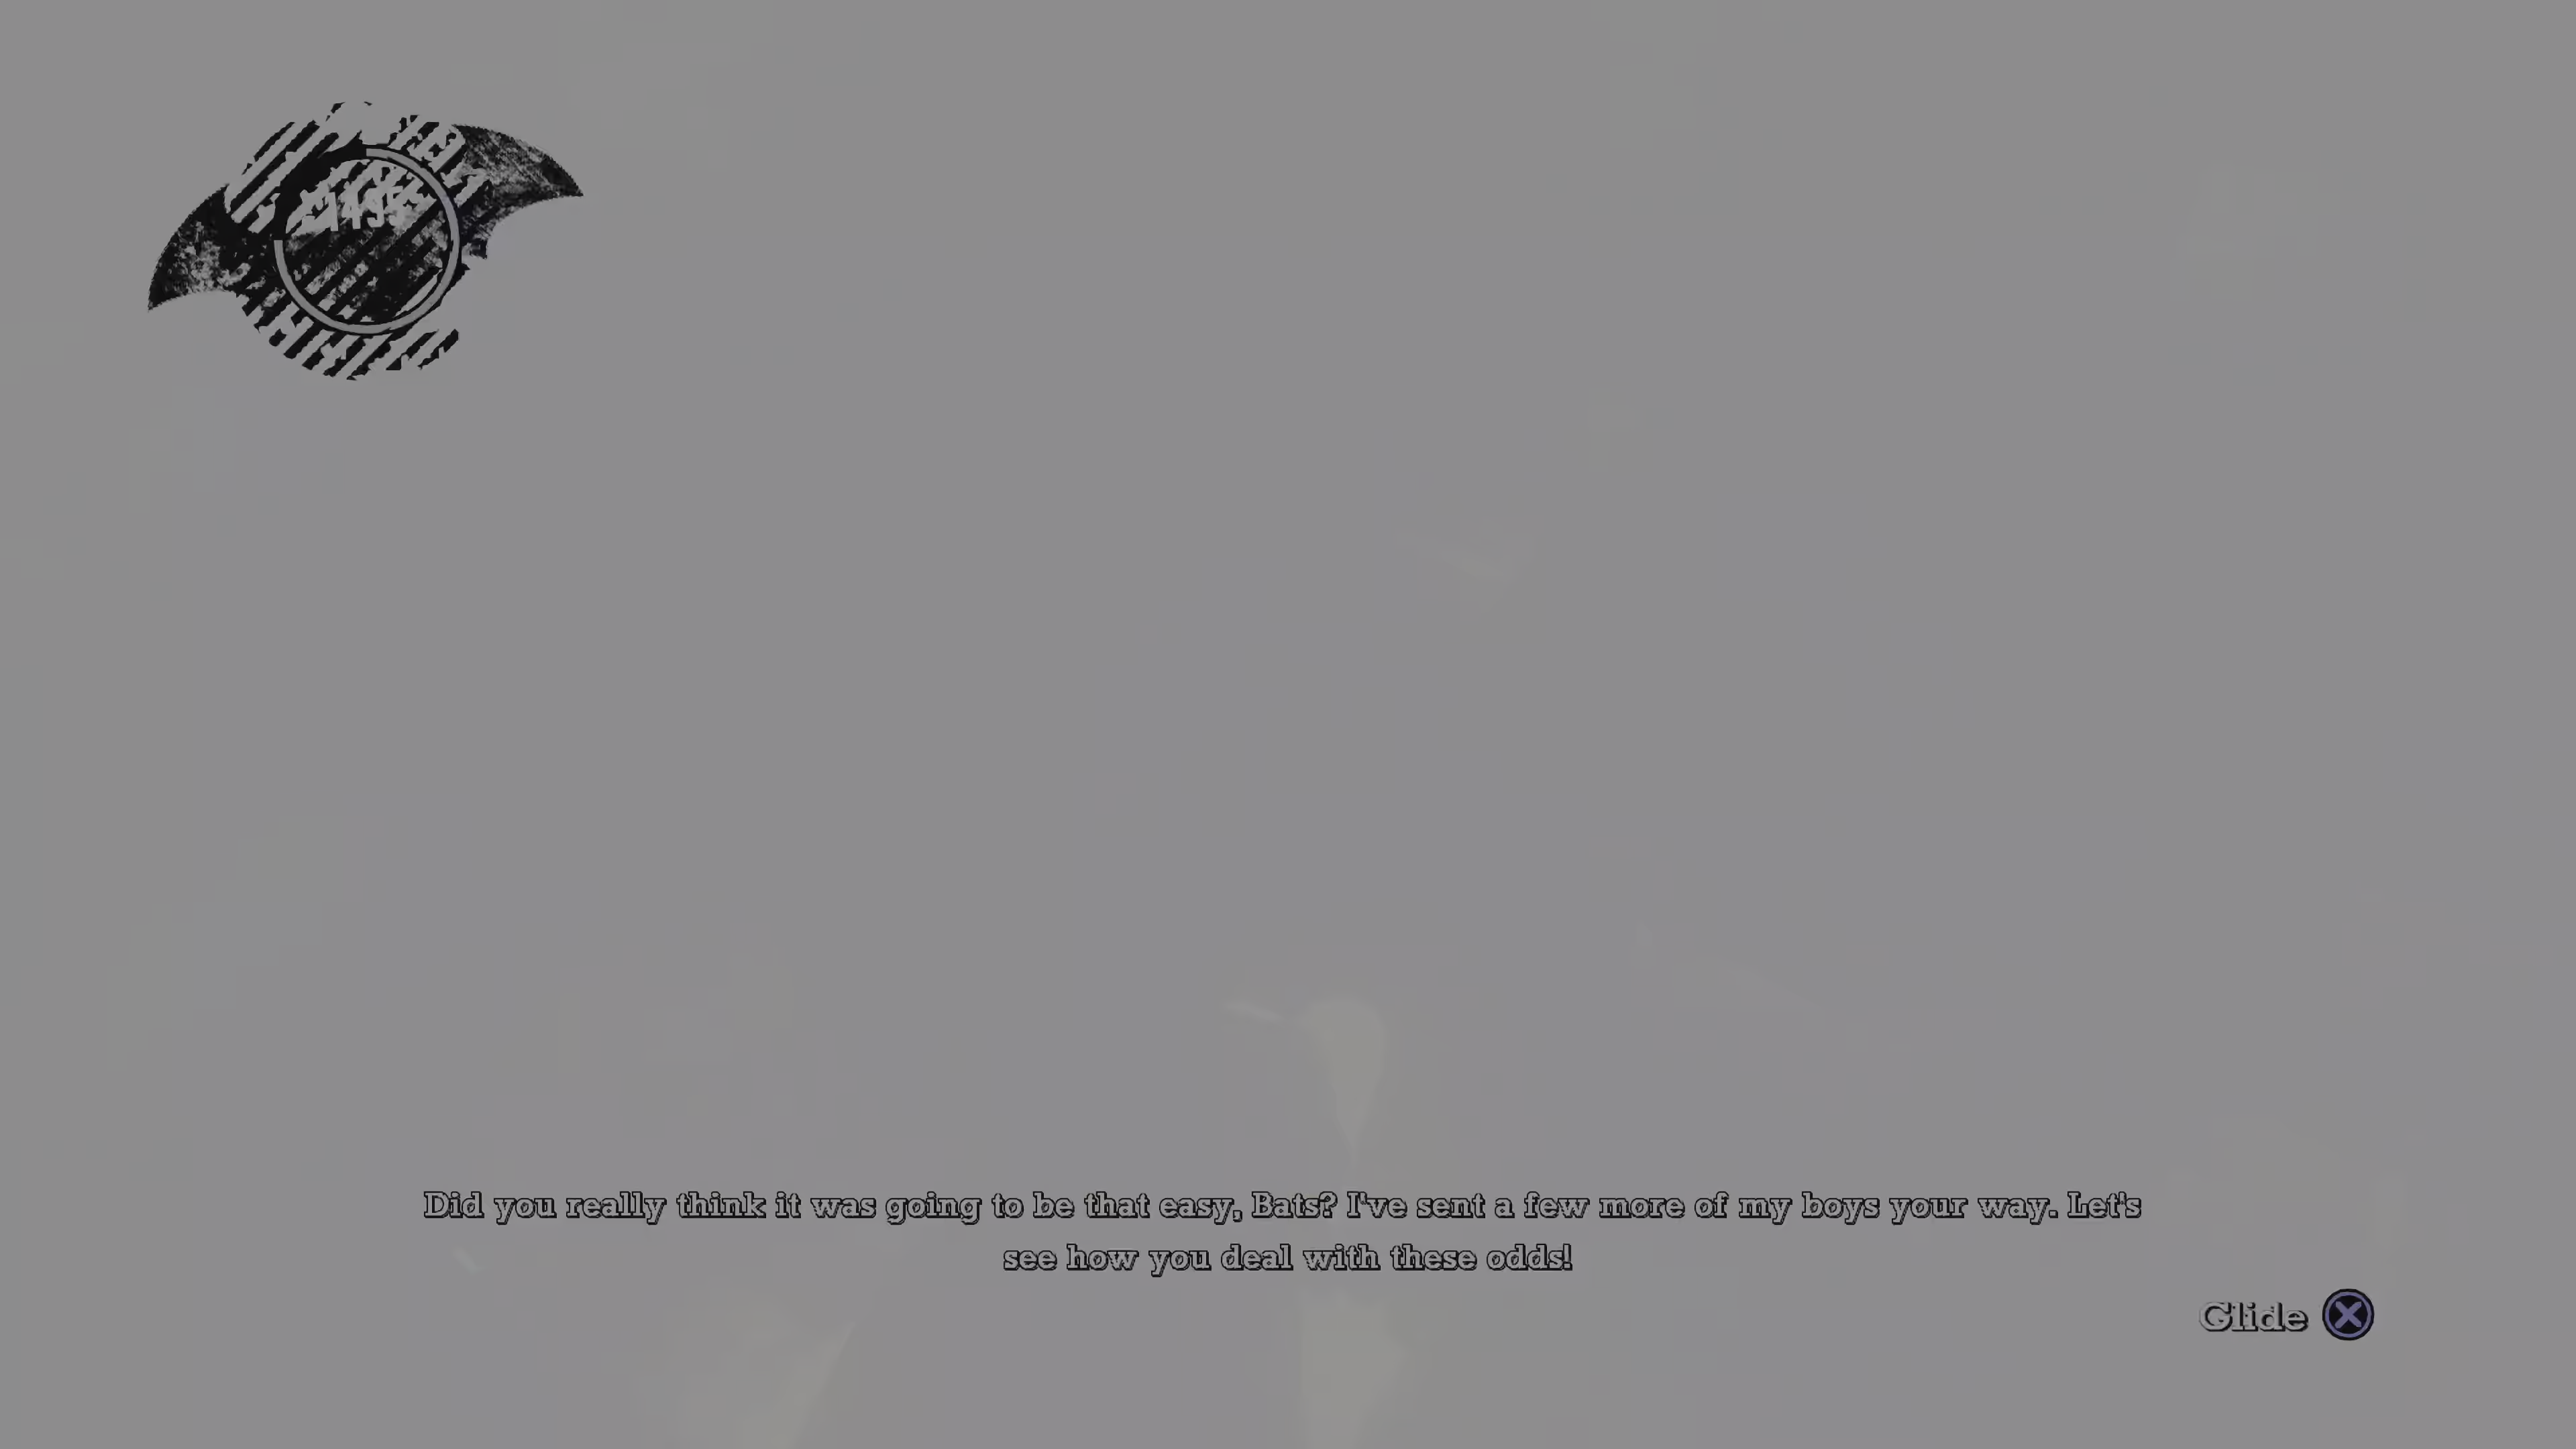 Did you really think it was going to be that easy, Bats? I've sent a few more of my boys your way. Let's
see how you deal with these odds!
Glide